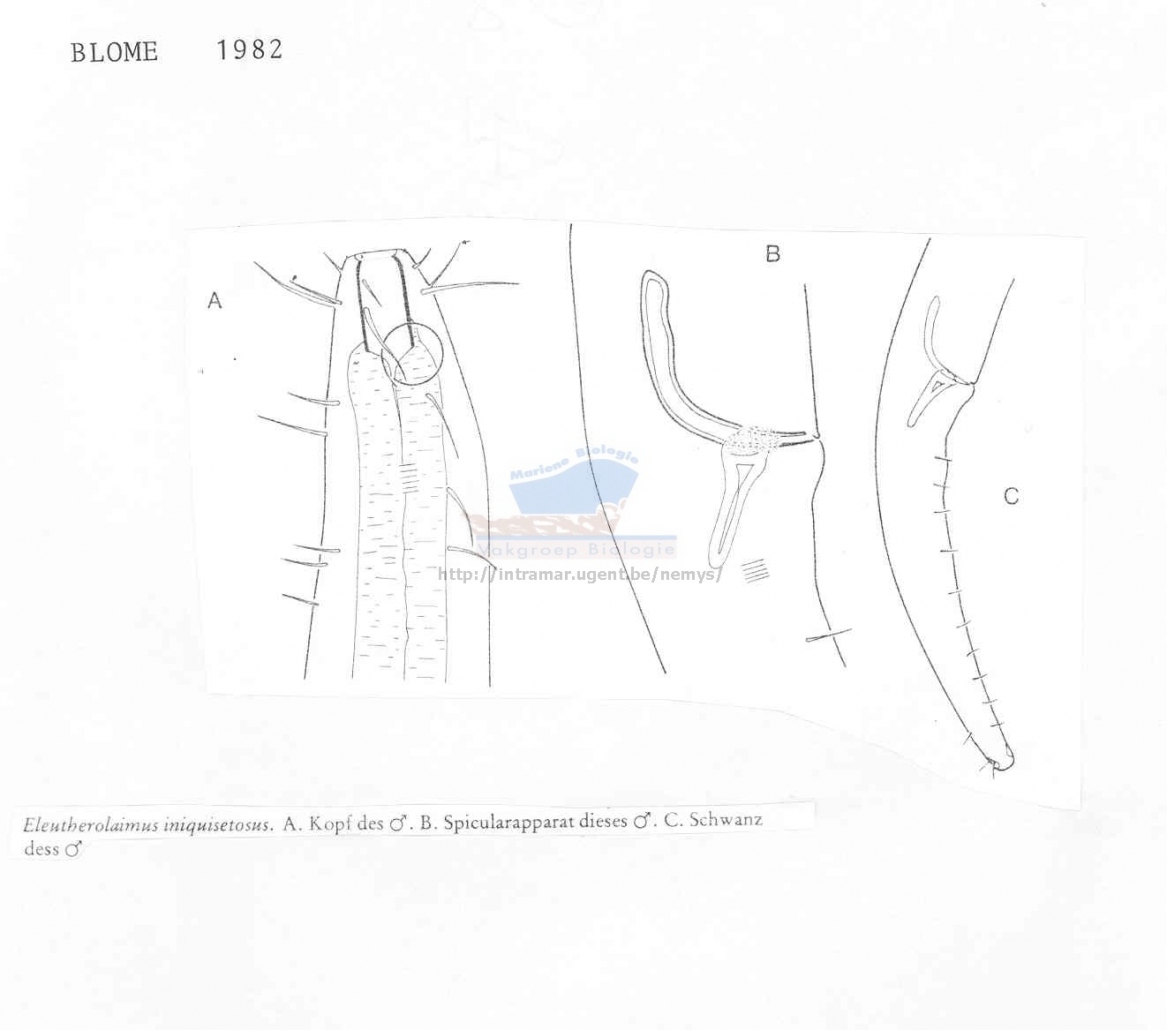 BLOME 1982
A
B
C
Mariene Biologie
Vakgroep Biologie
http://intramar.ugent.be/nemys/
Eleutherolaimus iniquisetosus. A. Kopf des ♂. B. Spicularapparat dieses ♂. C. Schwanz
dess ♂